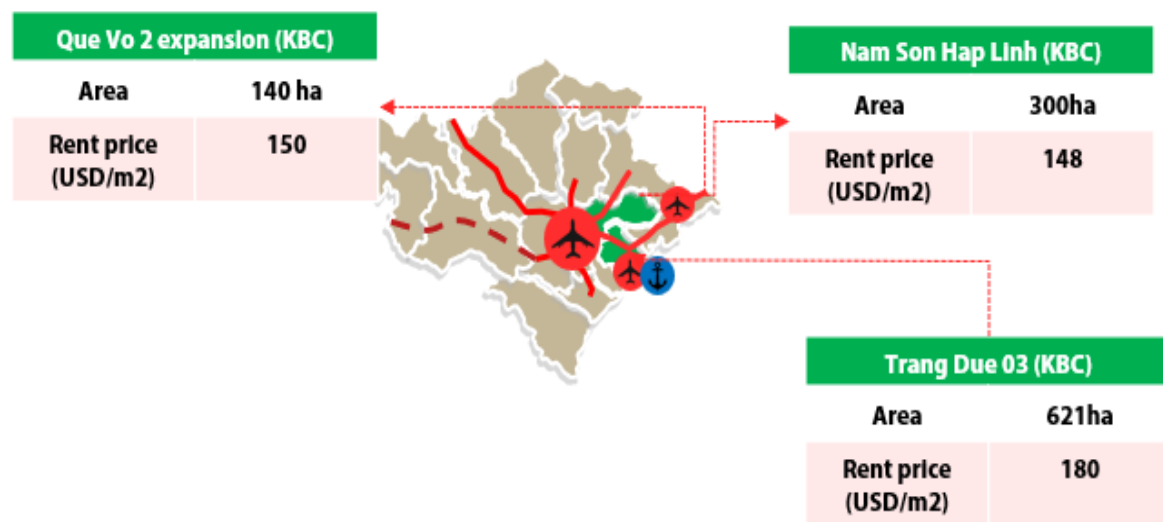 Que Vo 2 expansion (KBC)
Area 140 ha
Rent price 150
(USD/m2)
Nam Son Hap Linh (KBC)
Area 300ha
Rent price 148
(USD/m2)
Trang Due 03 (KBC)
Area 621ha
Rent price 180
(USD/m2)